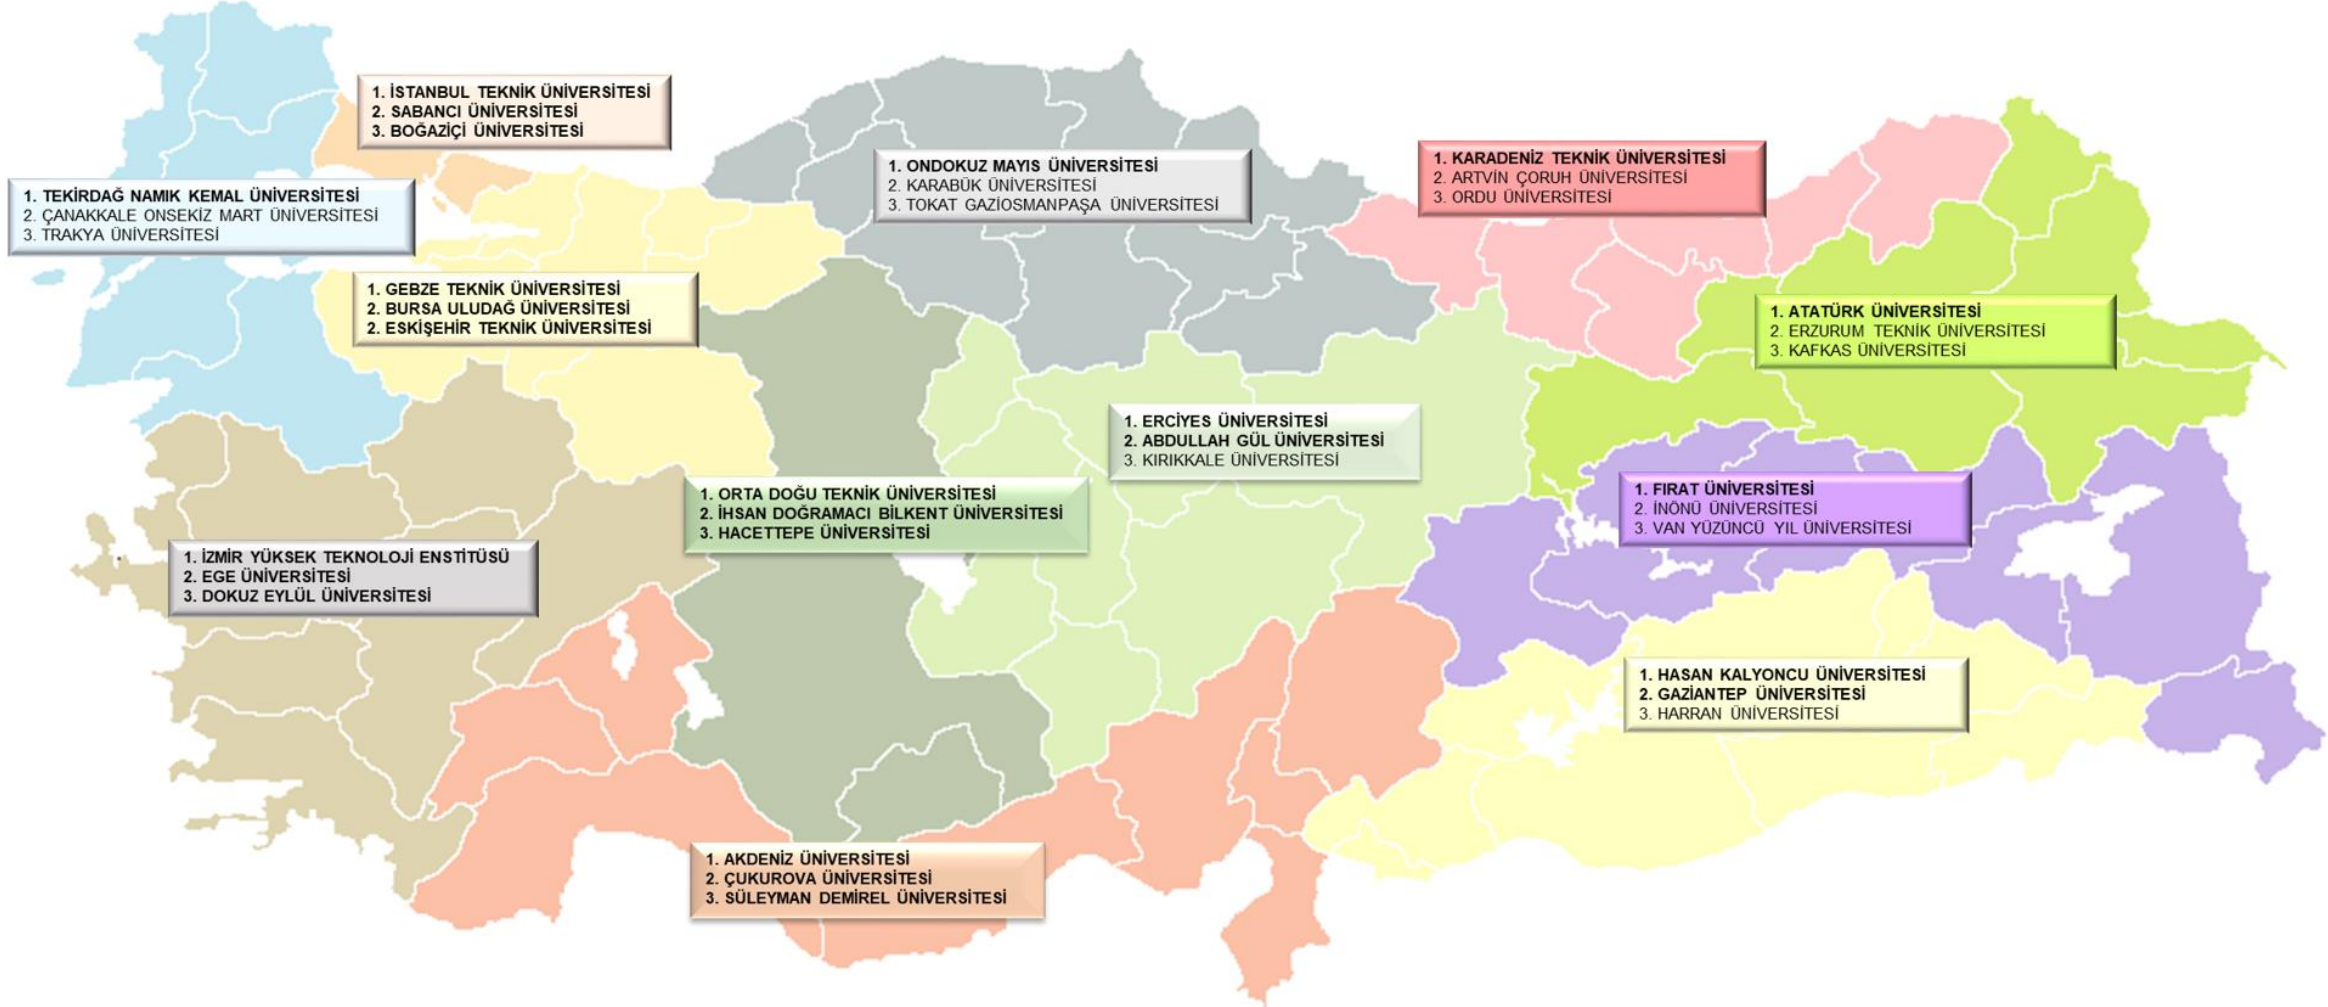 1. İSTANBUL TEKNİK ÜNİVERSİTESİ
2. SABANCI ÜNİVERSİTESİ
3. BOĞAZİÇİ ÜNİVERSİTESİ
1. TEKİRDAĞ NAMIK KEMAL ÜNİVERSİTESİ
2. ÇANAKKALE ONSEKİZ MART ÜNİVERSİTESİ
3. TRAKYA ÜNİVERSİTESİ
1. GEBZE TEKNİK ÜNİVERSİTESİ
2. BURSA ULUDAĞ ÜNİVERSİTESİ
2. ESKİŞEHİR TEKNİK ÜNİVERSİTESİ
1. ONDOKUZ MAYIS ÜNİVERSİTESİ
2. KARABÜK ÜNİVERSİTESİ
3. TOKAT GAZİOSMANPAŞA ÜNİVERSİTESİ
1. KARADENİZ TEKNİK ÜNİVERSİTESİ
2. ARTVİN ÇORUH ÜNİVERSİTESİ
3. ORDU ÜNİVERSİTESİ
1. ATATÜRK ÜNİVERSİTESİ
2. ERZURUM TEKNİK ÜNİVERSİTESİ
3. KAFKAS ÜNİVERSİTESİ
1. ERCİYES ÜNİVERSİTESİ
2. ABDULLAH GÜL ÜNİVERSİTESİ
3. KIRIKKALE ÜNİVERSİTESİ
1. ORTA DOĞU TEKNİK ÜNİVERSİTESİ
2. İHSAN DOĞRAMACI BİLKENT ÜNİVERSİTESİ
3. HACETTEPE ÜNİVERSİTESİ
1. FIRAT ÜNİVERSİTESİ
2. İNÖNÜ ÜNİVERSİTESİ
3. VAN YÜZÜNCÜ YIL ÜNİVERSİTESİ
1. İZMİR YÜKSEK TEKNOLOJİ ENSTİTÜSÜ
2. EGE ÜNİVERSİTESİ
3. DOKUZ EYLÜL ÜNİVERSİTESİ
1. HASAN KALYONCU ÜNİVERSİTESİ
2. GAZİANTEP ÜNİVERSİTESİ
3. HARRAN ÜNİVERSİTESİ
1. AKDENİZ ÜNİVERSİTESİ
2. ÇUKUROVA ÜNİVERSİTESİ
3. SÜLEYMAN DEMİREL ÜNİVERSİTESİ